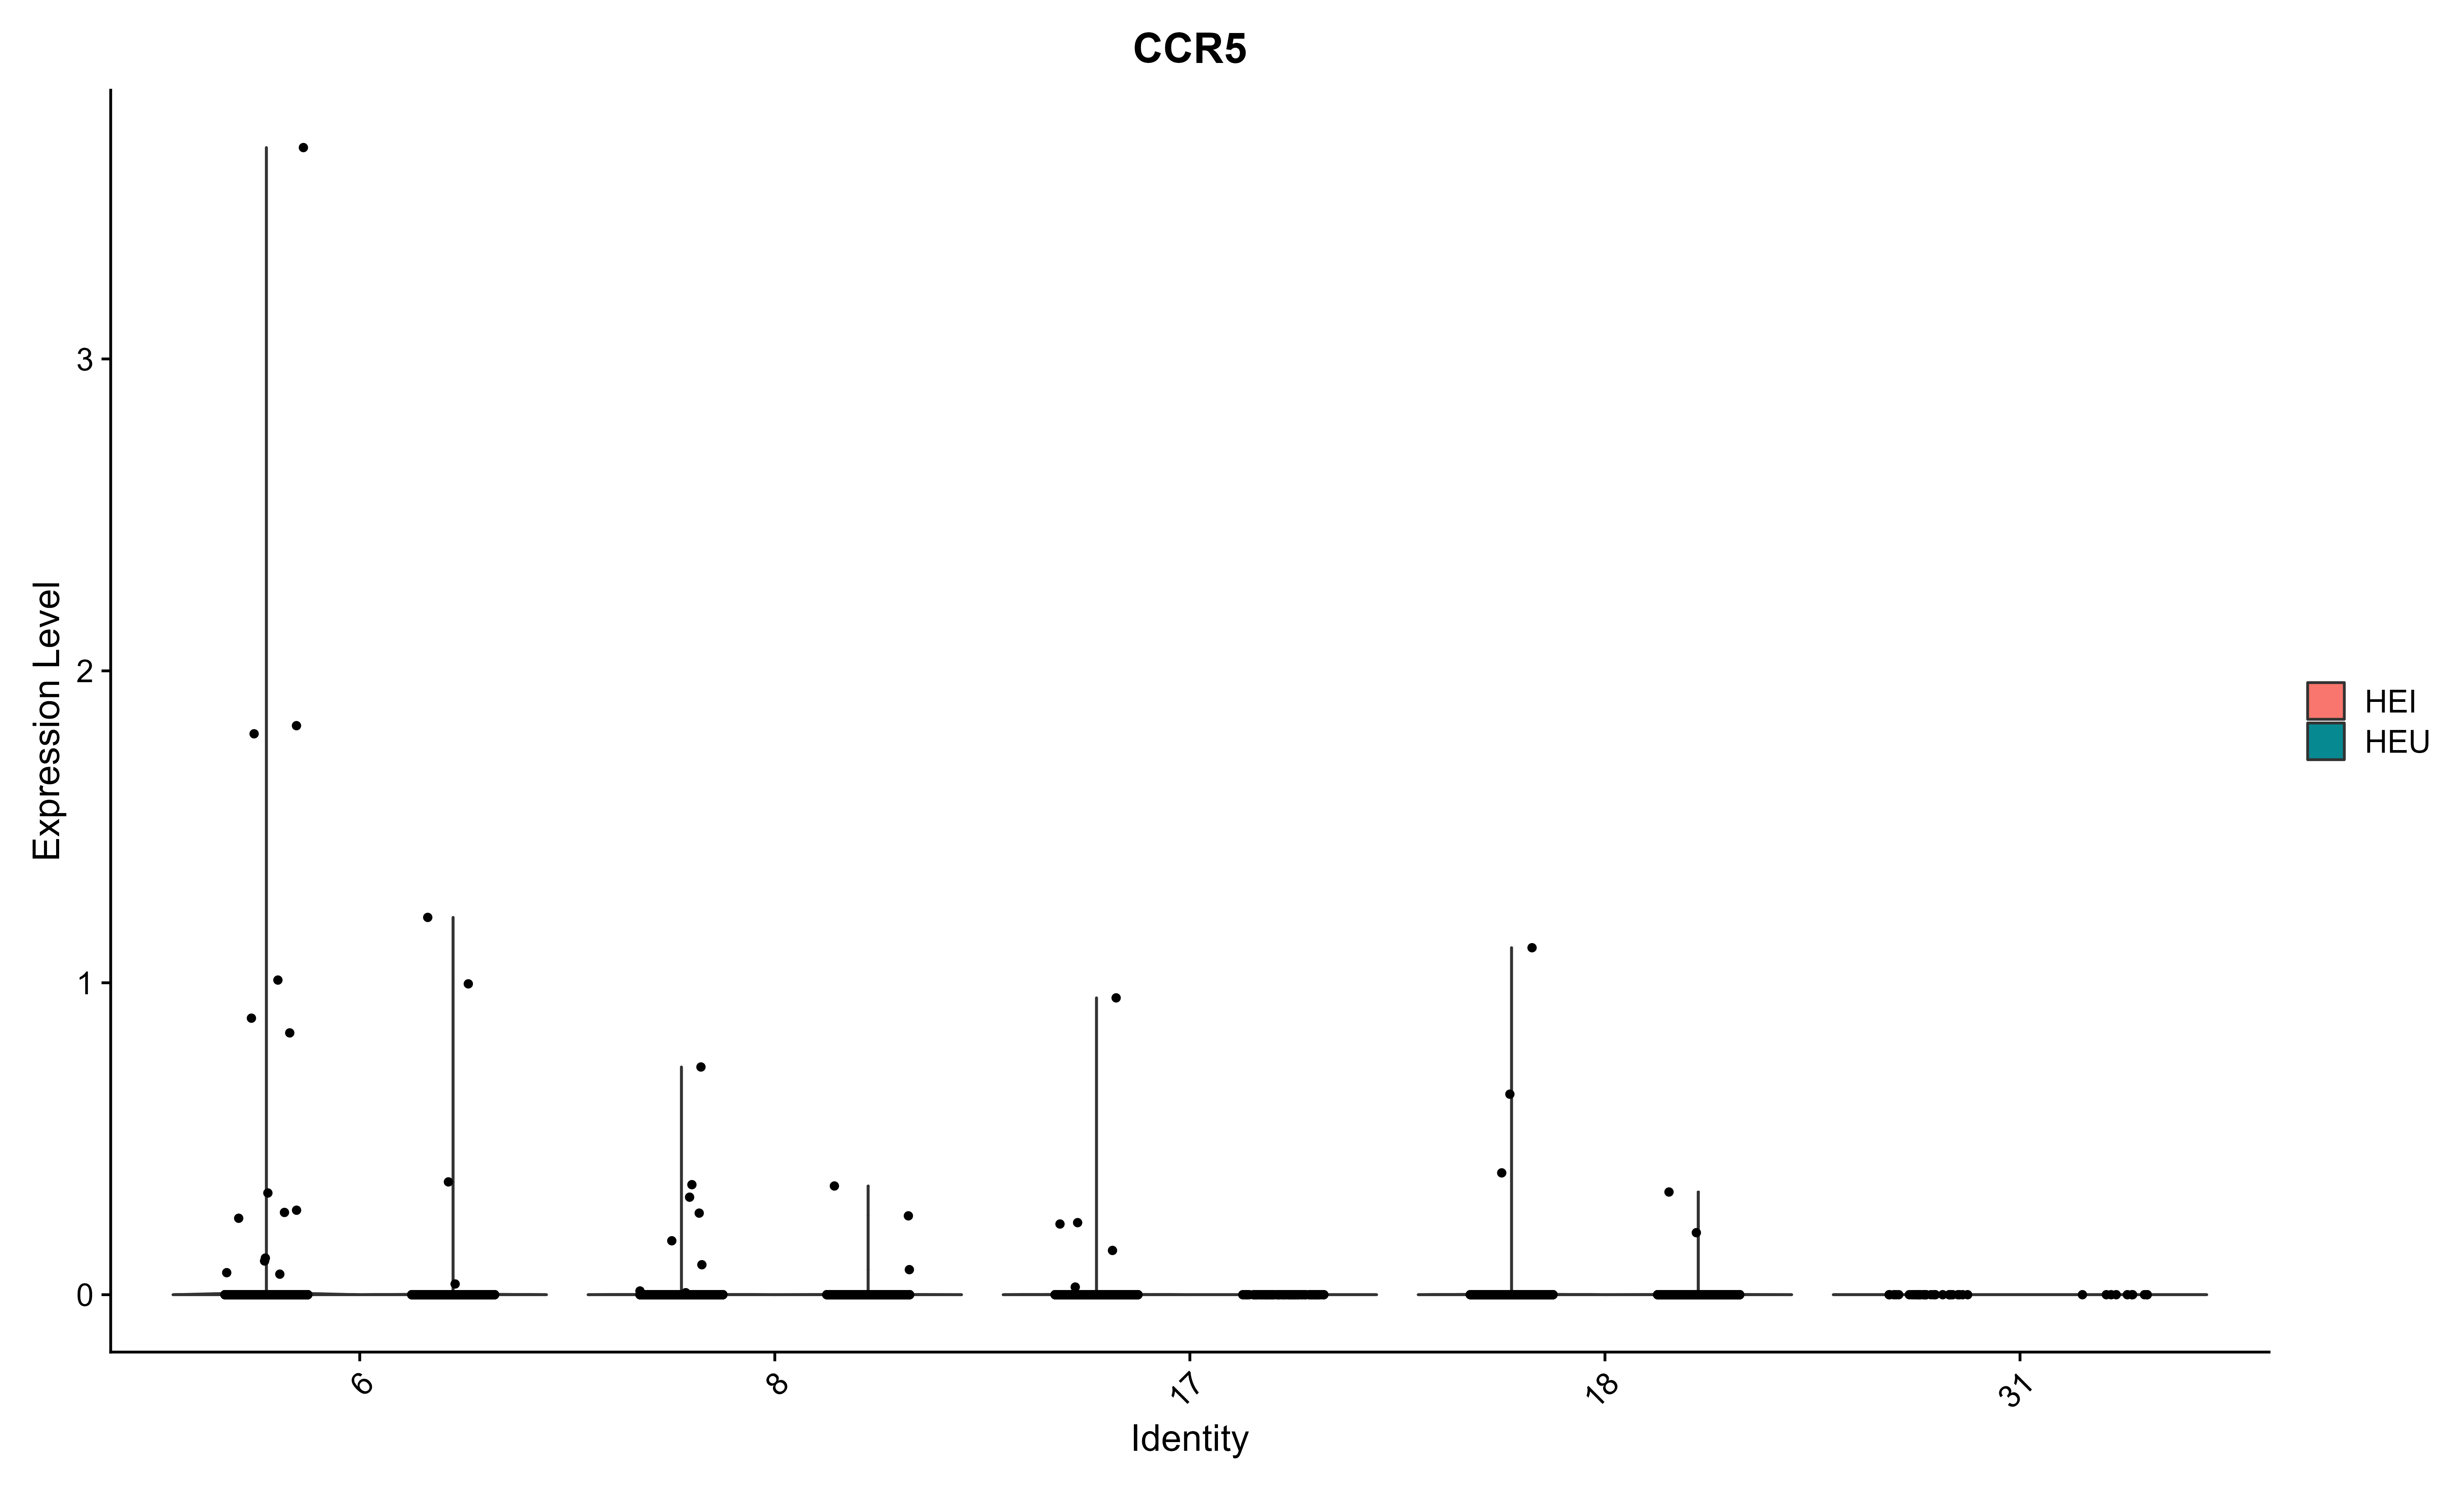 CCR5
Expression Level
3
2
1
0
6
8
17
18
31
Identity
HEI
HEU